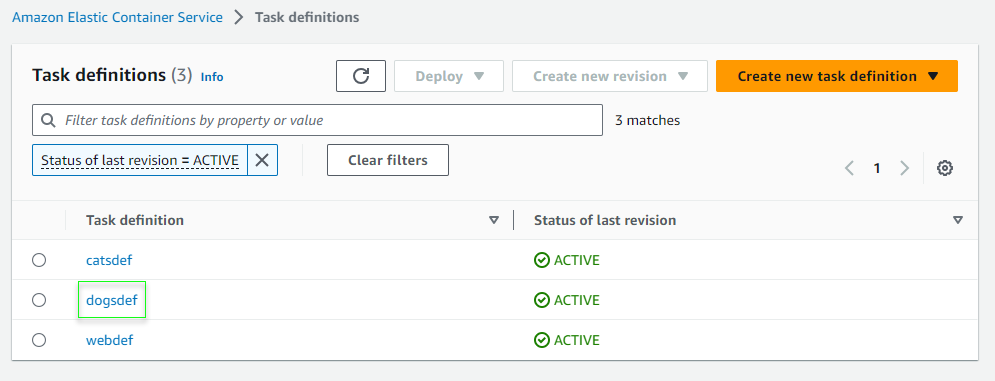 Amazon Elastic Container Service > Task definitions
Task definitions (3) Info
Deploy
Create new revision
Create new task definition
Filter task definitions by property or value
3 matches
Status of last revision = ACTIVE
Clear filters
1
Task definition Status of last revision
catsdef ACTIVE
dogsdef ACTIVE
webdef ACTIVE